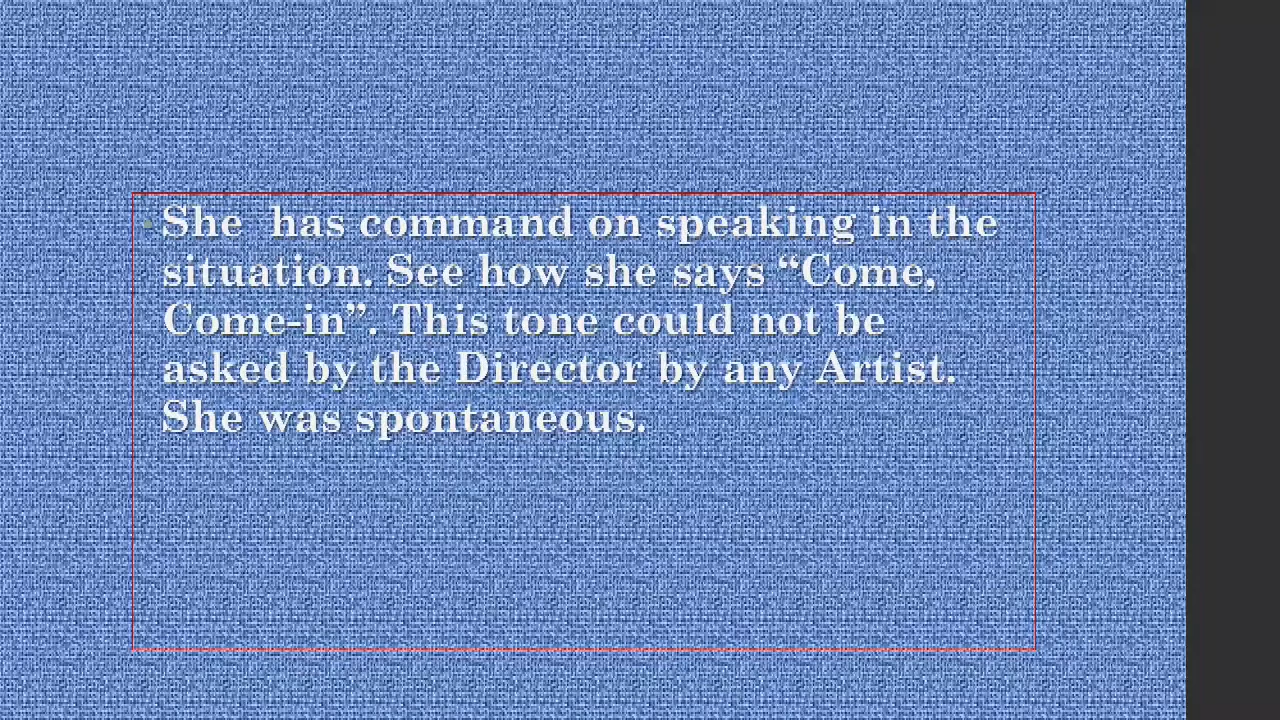 She  has command on speaking in the
situation. See how she says “Come,
Come-in”. This tone could not be
asked by the Director by any Artist.
She was spontaneous.